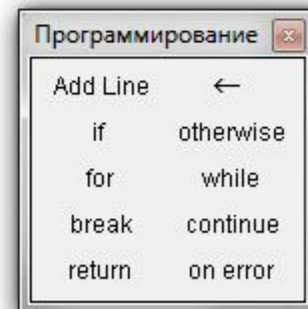 Программирование
Add Line ←
if otherwise
for while
break continue
return on error